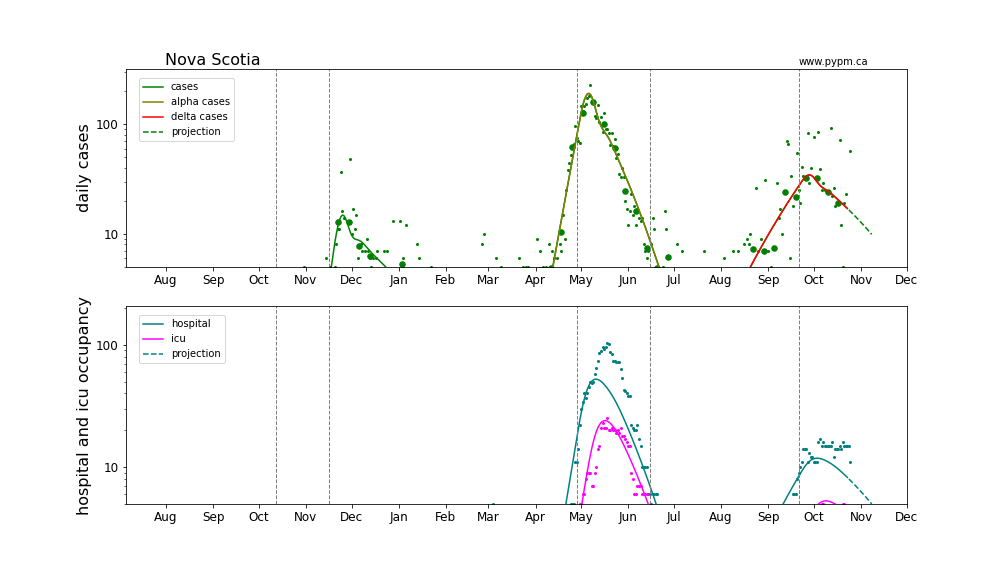 Nova Scotia
www.pypm.ca
daily cases
cases
alpha cases
delta cases
projection
100
10
Aug Sep Oct Nov Dec Jan Feb Mar Apr May Jun Jul Aug Sep Oct Nov Dec
hospital and icu occupancy
hospital
icu
projection
100
10
Aug Sep Oct Nov Dec Jan Feb Mar Apr May Jun Jul Aug Sep Oct Nov Dec